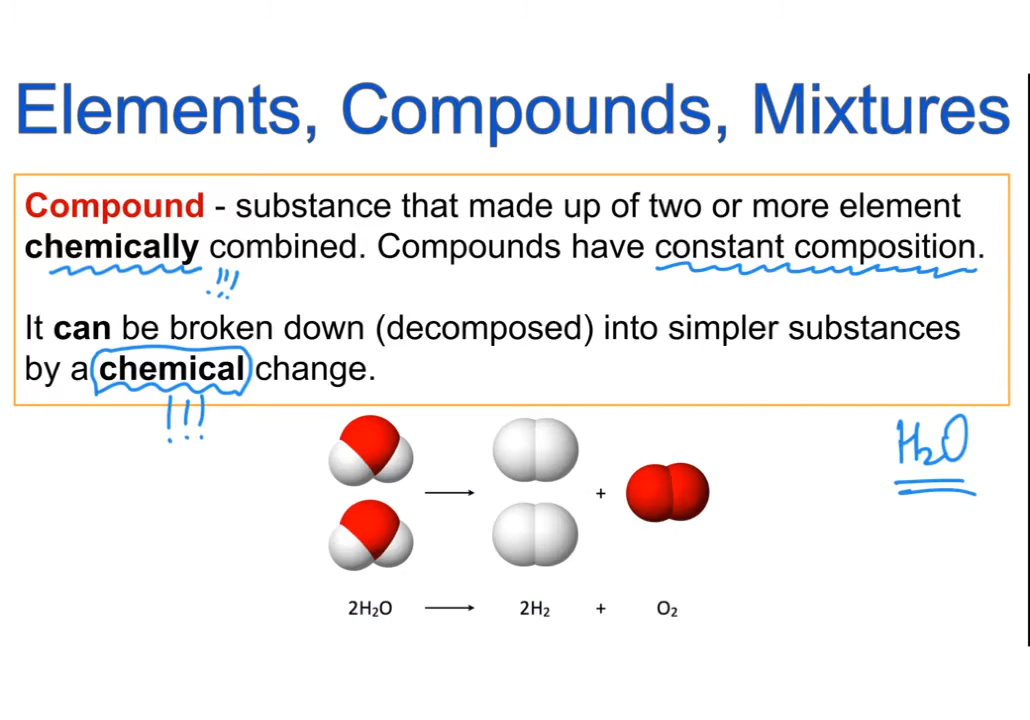 Elements, Compounds, Mixtures
Compound - substance that made up of two or more element
chemically combined. Compounds have constant composition.
!!!
It can be broken down (decomposed) into simpler substances
by a chemical change.
!!!
H₂O
+
2H₂O ⟶ 2H₂ + O₂